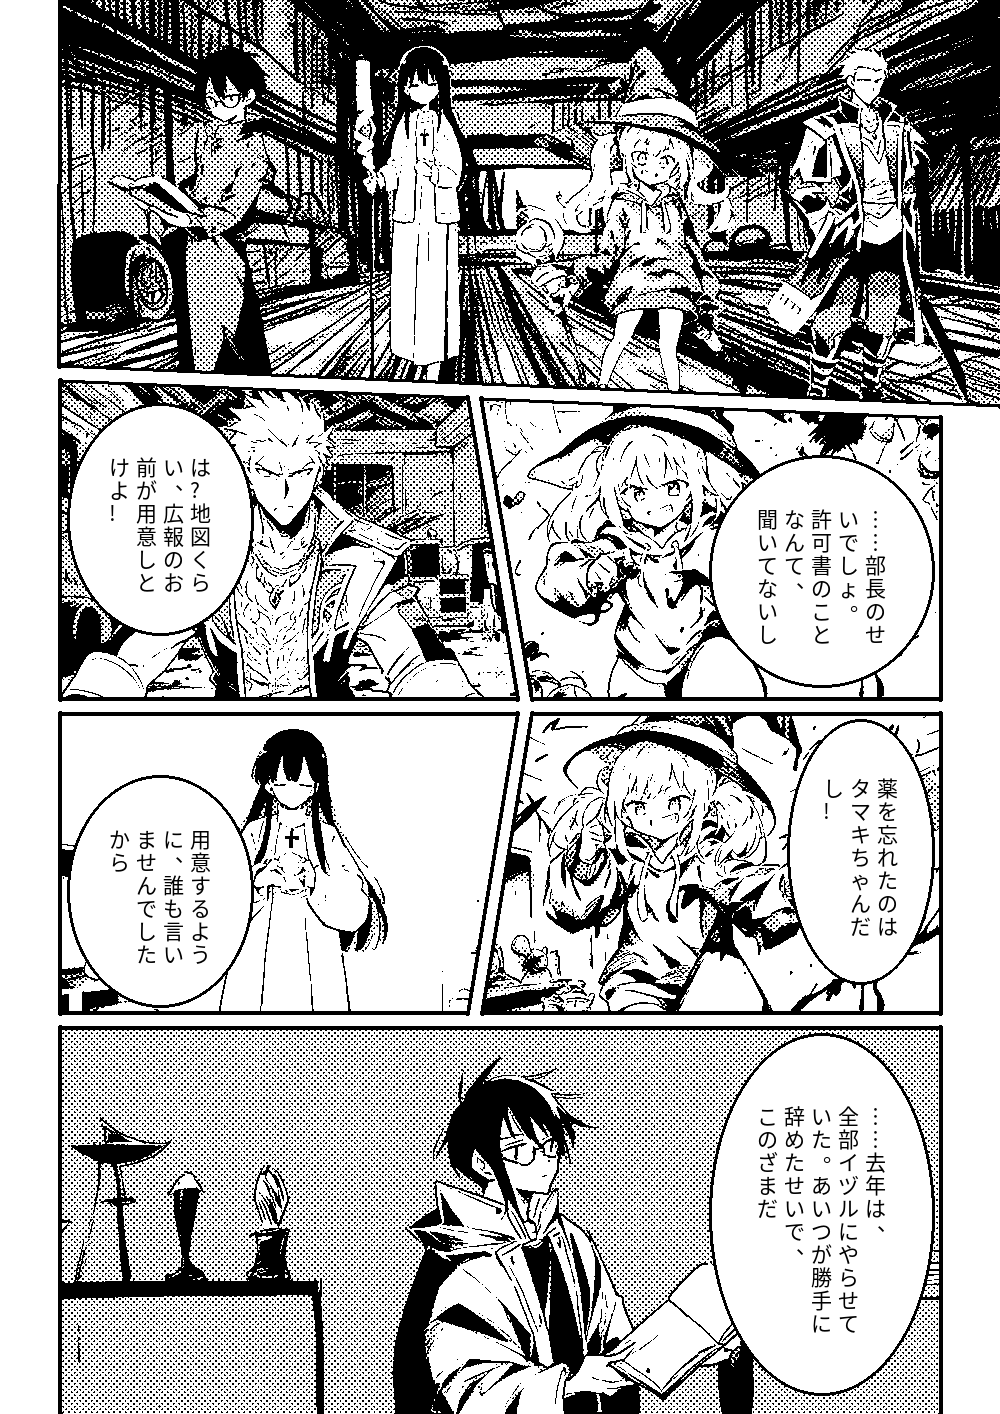 ……部長のせ
いでしょ。
許可書のこと
なんて、
聞いてないし
は?地図くら
い、広報のお
前が用意しと
けよ！
薬を忘れたのは
タマキちゃんだ
し！
用意するよう
に、誰も言い
ませんでした
から
……去年は、
全部イヅルにやらせて
いた。あいつが勝手に
辞めたせいで、
このざまだ